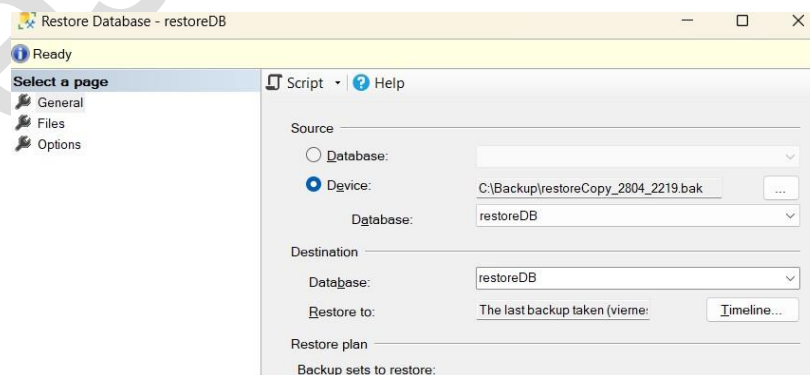 Restore Database - restoreDB
Ready
Select a page
Script Help
General
Files
Options
Source
Database:
Device: C:\Backup\restoreCopy_2804_2219.bak ...
Database: restoreDB
Destination
Database: restoreDB
Restore to: The last backup taken (vierne: Timeline...
Restore plan
Backup sets to restore: